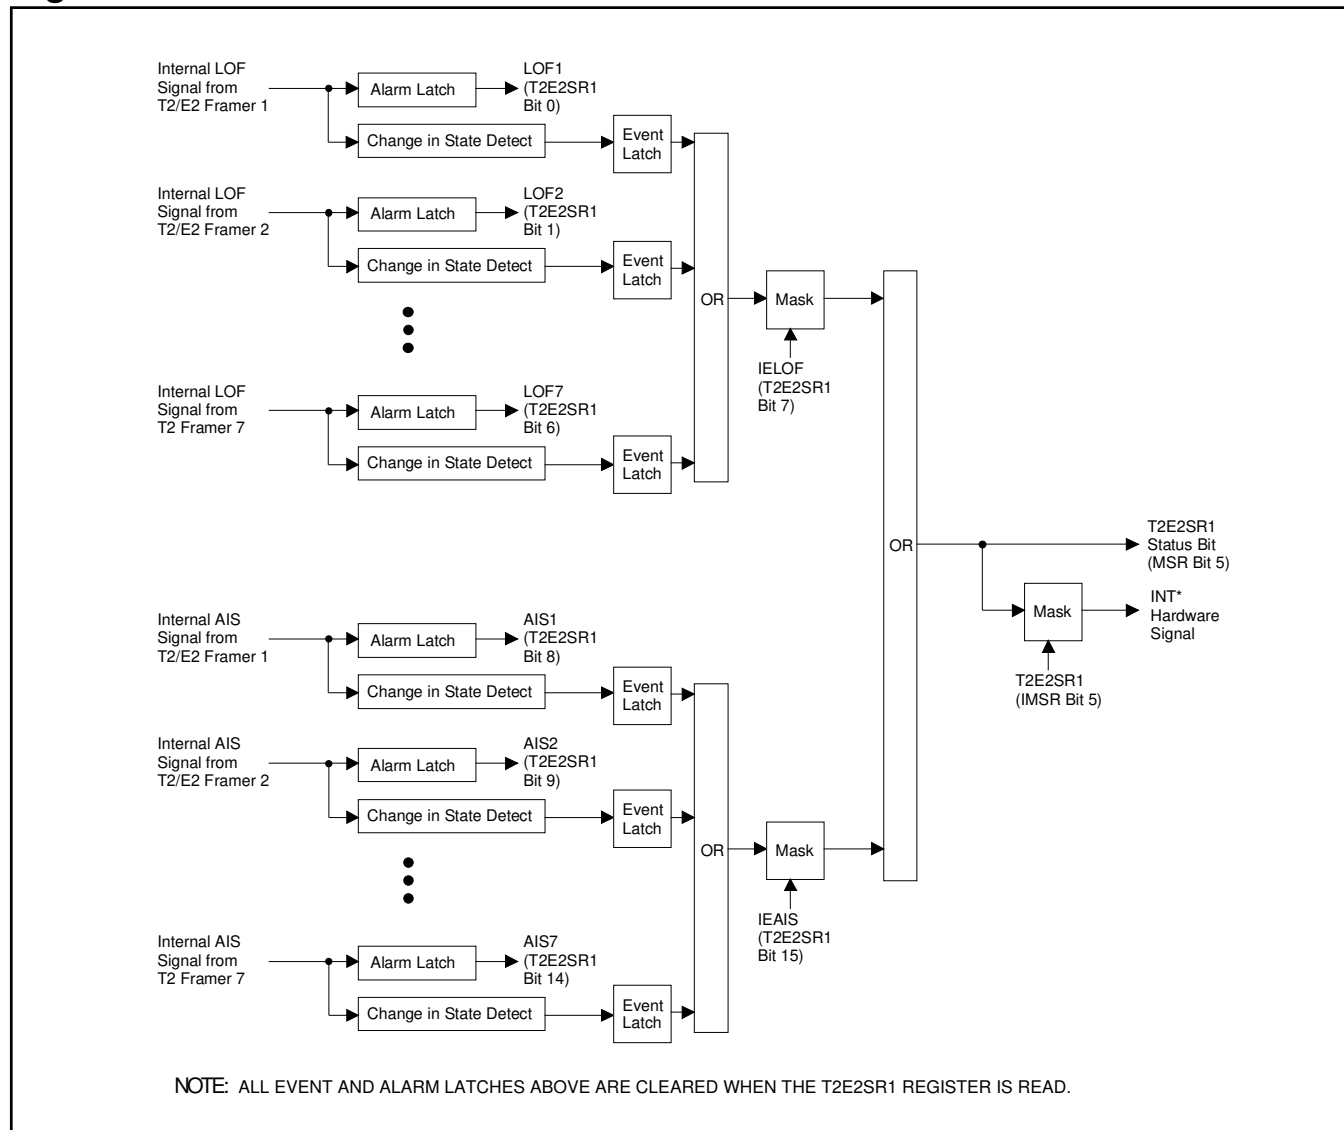 Internal LOF
Signal from
T2/E2 Framer 1
Alarm Latch
LOF1
(T2E2SR1
Bit 0)
Change in State Detect
Event
Latch
Internal LOF
Signal from
T2/E2 Framer 2
Alarm Latch
LOF2
(T2E2SR1
Bit 1)
Change in State Detect
Event
Latch
OR
Mask
IELOF
(T2E2SR1
Bit 7)
Internal LOF
Signal from
T2 Framer 7
Alarm Latch
LOF7
(T2E2SR1
Bit 6)
Change in State Detect
Event
Latch
OR
T2E2SR1
Status Bit
(MSR Bit 5)
Mask
INT*
Hardware
Signal
T2E2SR1
(IMSR Bit 5)
Internal AIS
Signal from
T2/E2 Framer 1
Alarm Latch
AIS1
(T2E2SR1
Bit 8)
Change in State Detect
Event
Latch
Internal AIS
Signal from
T2/E2 Framer 2
Alarm Latch
AIS2
(T2E2SR1
Bit 9)
Change in State Detect
Event
Latch
OR
Mask
IEAIS
(T2E2SR1
Bit 15)
Internal AIS
Signal from
T2 Framer 7
Alarm Latch
AIS7
(T2E2SR1
Bit 14)
Change in State Detect
Event
Latch
NOTE: ALL EVENT AND ALARM LATCHES ABOVE ARE CLEARED WHEN THE T2E2SR1 REGISTER IS READ.